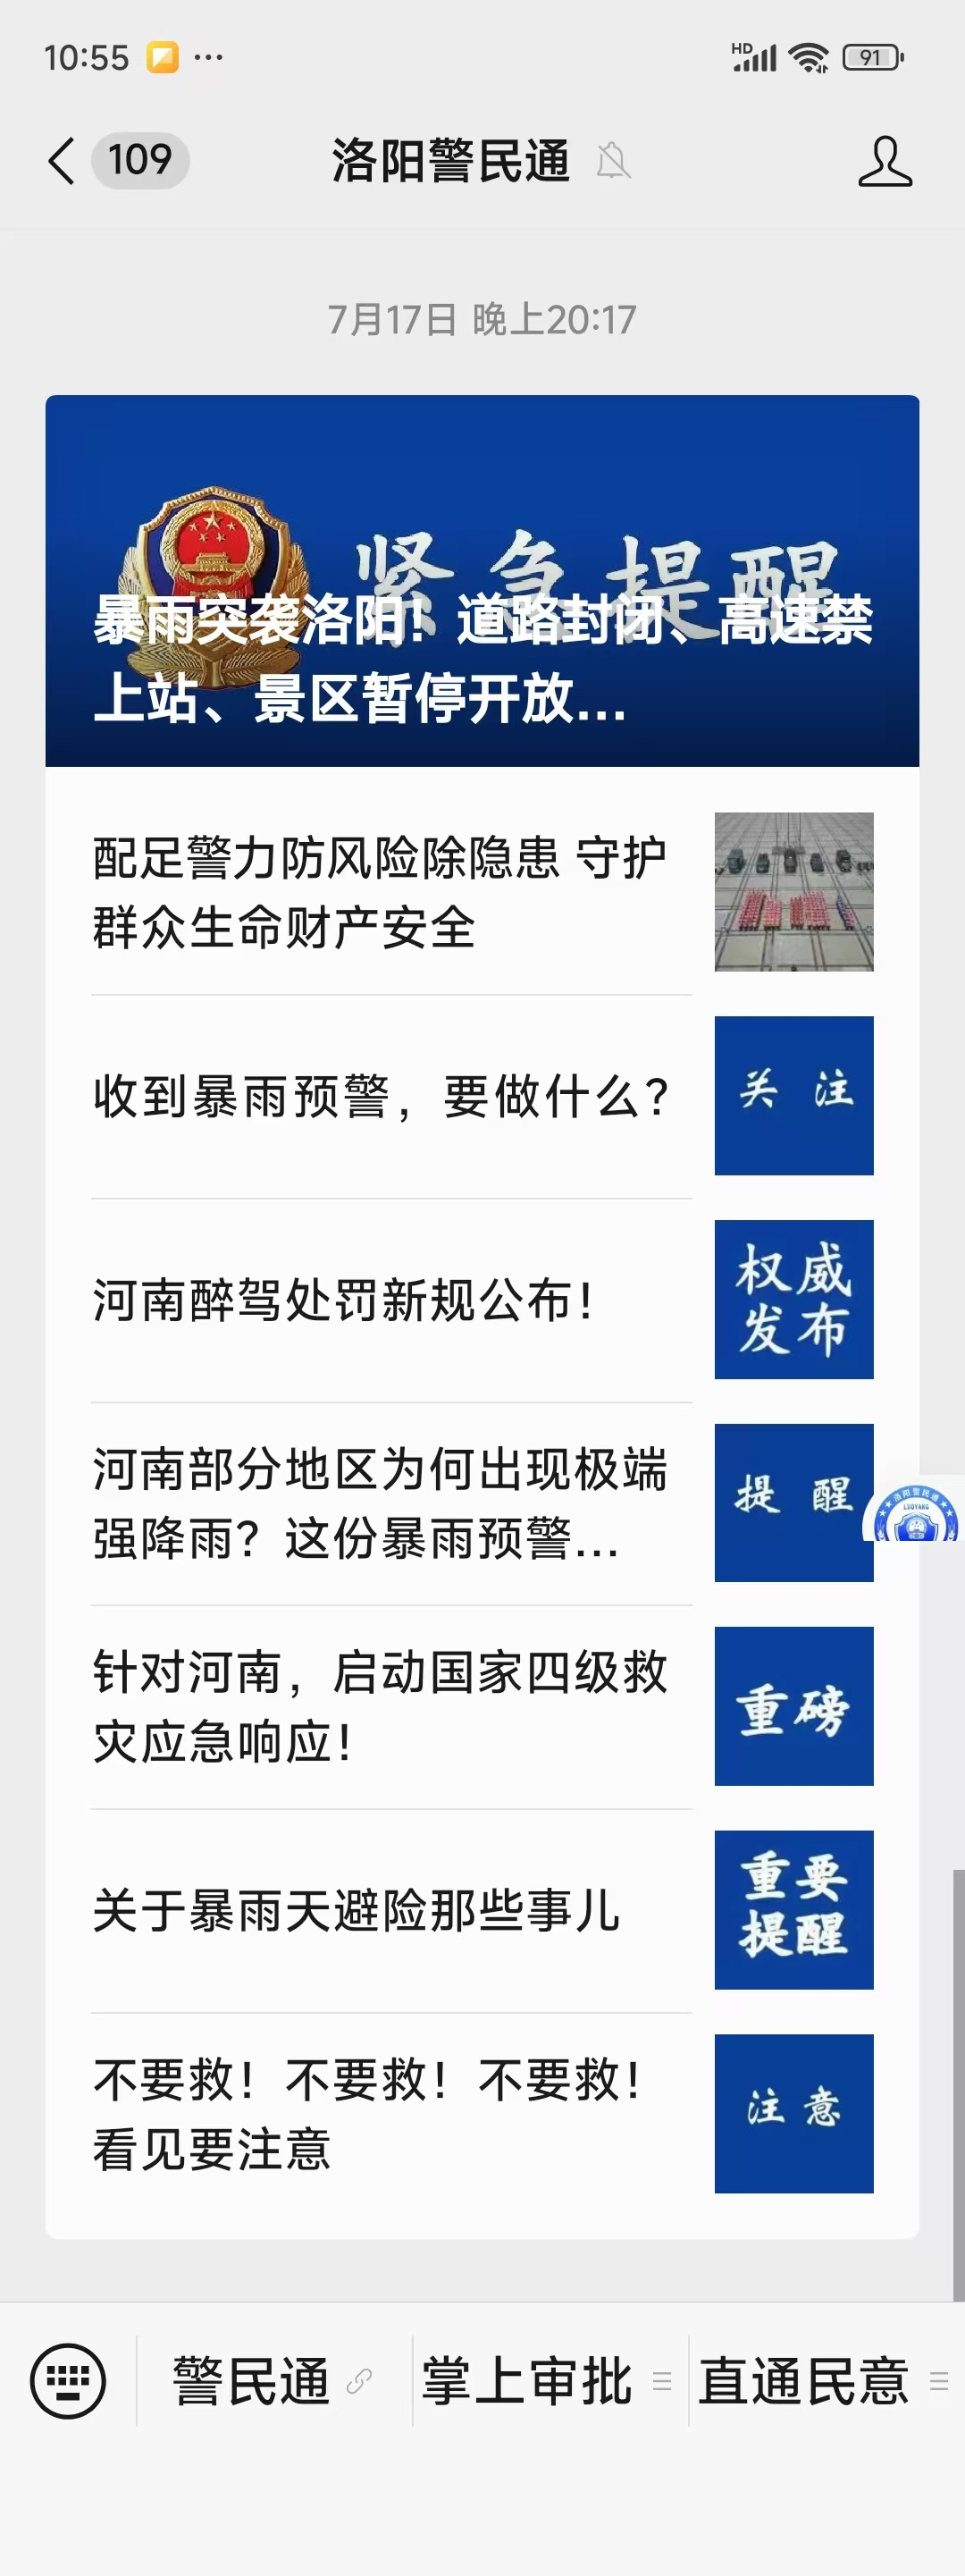 10:55 ... HD 91
109 洛阳警民通
7月17日 晚上20:17
紧急提醒
暴雨突袭洛阳！道路封闭、高速禁
上站、景区暂停开放...
配足警力防风险除隐患 守护
群众生命财产安全
收到暴雨预警，要做什么？
关 注
河南醉驾处罚新规公布！
权威
发布
河南部分地区为何出现极端
强降雨？这份暴雨预警...
提 醒
洛阳警民通
LUOYANG
针对河南，启动国家四级救
灾应急响应！
重磅
关于暴雨天避险那些事儿
重要
提醒
不要救！不要救！不要救！
看见要注意
注意
警民通 掌上审批 直通民意